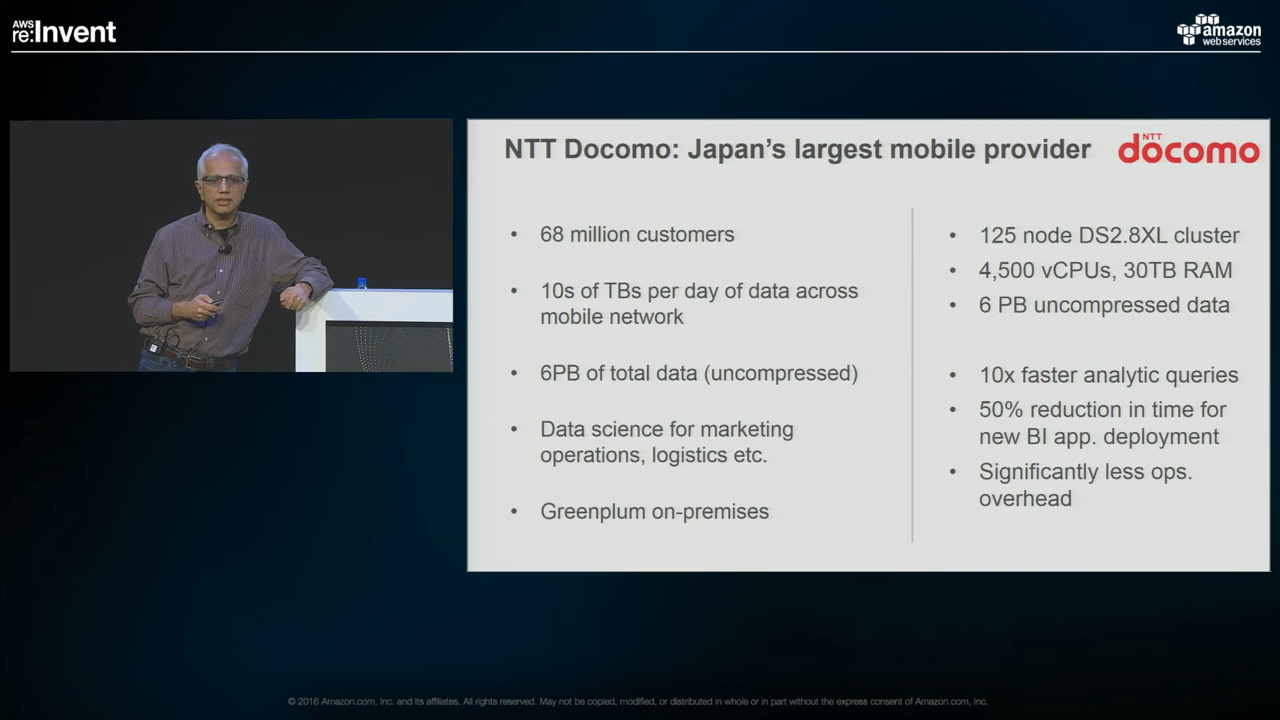 AWS
re:Invent
amazon
web services
NTT Docomo: Japan's largest mobile provider
NTT
docomo
• 68 million customers
• 10s of TBs per day of data across
mobile network
• 6PB of total data (uncompressed)
• Data science for marketing
operations, logistics etc.
• Greenplum on-premises
• 125 node DS2.8XL cluster
• 4,500 vCPUs, 30TB RAM
• 6 PB uncompressed data
• 10x faster analytic queries
• 50% reduction in time for
new BI app. deployment
• Significantly less ops.
overhead
© 2016 Amazon.com, Inc. and its affiliates. All rights reserved. May not be copied, modified, or distributed in whole or in part without the express consent of Amazon.com, Inc.